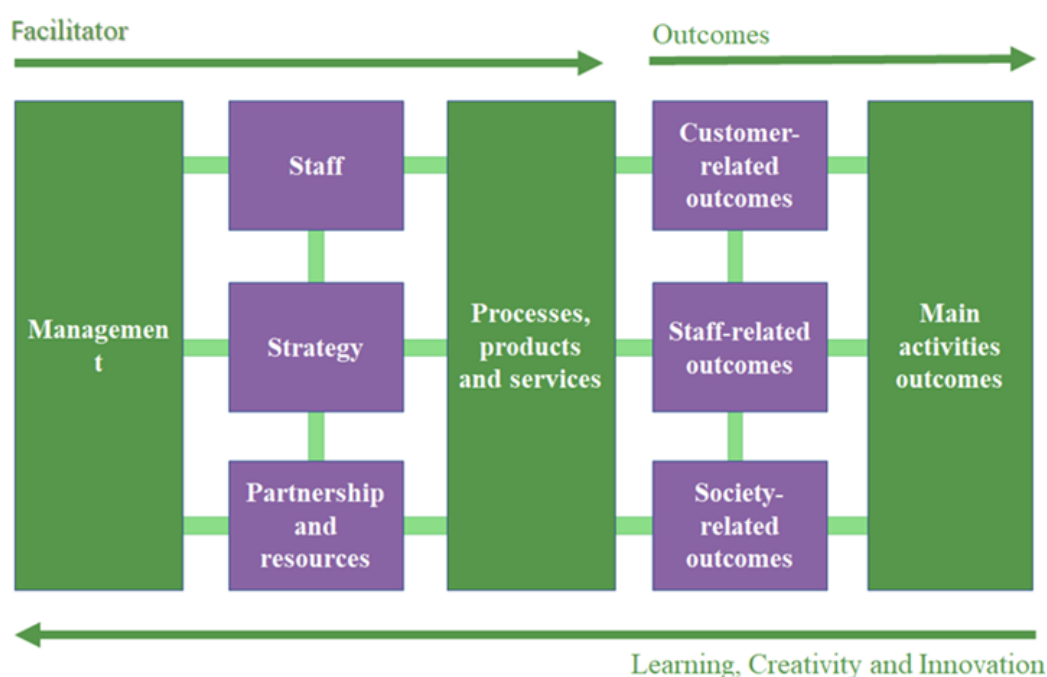 Facilitator
Outcomes
Managemen
t
Staff
Strategy
Partnership
and
resources
Processes,
products
and services
Customer-
related
outcomes
Staff-related
outcomes
Society-
related
outcomes
Main
activities
outcomes
Learning, Creativity and Innovation